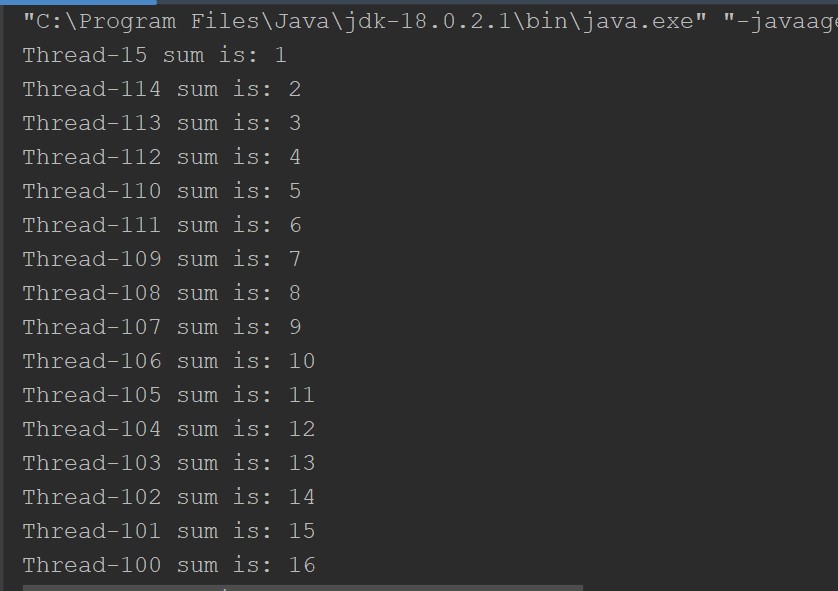 "C:\Program Files\Java\jdk-18.0.2.1\bin\java.exe" "-javaage
Thread-15 sum is: 1
Thread-114 sum is: 2
Thread-113 sum is: 3
Thread-112 sum is: 4
Thread-110 sum is: 5
Thread-111 sum is: 6
Thread-109 sum is: 7
Thread-108 sum is: 8
Thread-107 sum is: 9
Thread-106 sum is: 10
Thread-105 sum is: 11
Thread-104 sum is: 12
Thread-103 sum is: 13
Thread-102 sum is: 14
Thread-101 sum is: 15
Thread-100 sum is: 16